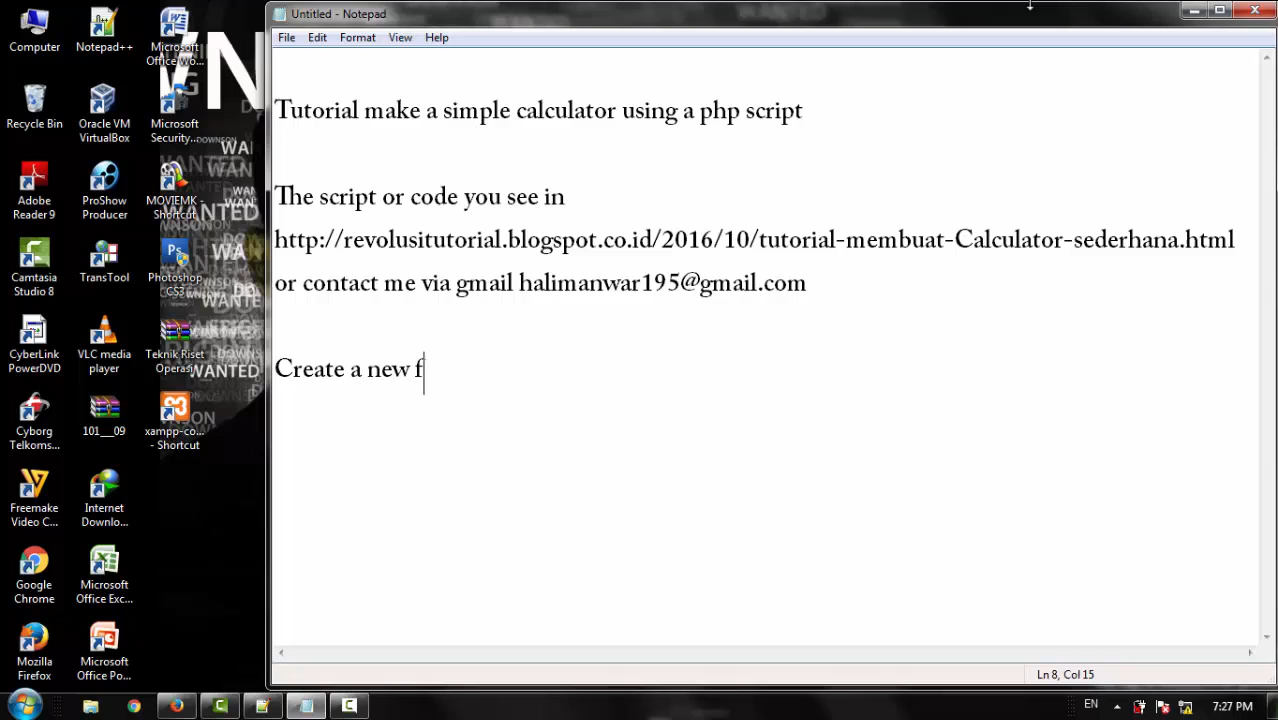 Untitled - Notepad
File Edit Format View Help
Tutorial make a simple calculator using a php script
The script or code you see in
http://revolusitutorial.blogspot.co.id/2016/10/tutorial-membuat-Calculator-sederhana.html
or contact me via gmail halimanwar195@gmail.com
Create a new f
Ln 8, Col 15
Computer
Notepad++
Microsoft
Office Wo...
Recycle Bin
Oracle VM
VirtualBox
Microsoft
Security...
Adobe
Reader 9
ProShow
Producer
MOVIEMK -
Shortcut
Camtasia
Studio 8
TransTool
Photoshop
CS3
CyberLink
PowerDVD
VLC media
player
Teknik Riset
Operasi
Cyborg
Telkoms...
101___09
xampp-co...
- Shortcut
Freemake
Video C...
Internet
Downlo...
Google
Chrome
Microsoft
Office Exc...
Mozilla
Firefox
Microsoft
Office Po...
WANTED
WANTED
WANTED
EN
7:27 PM